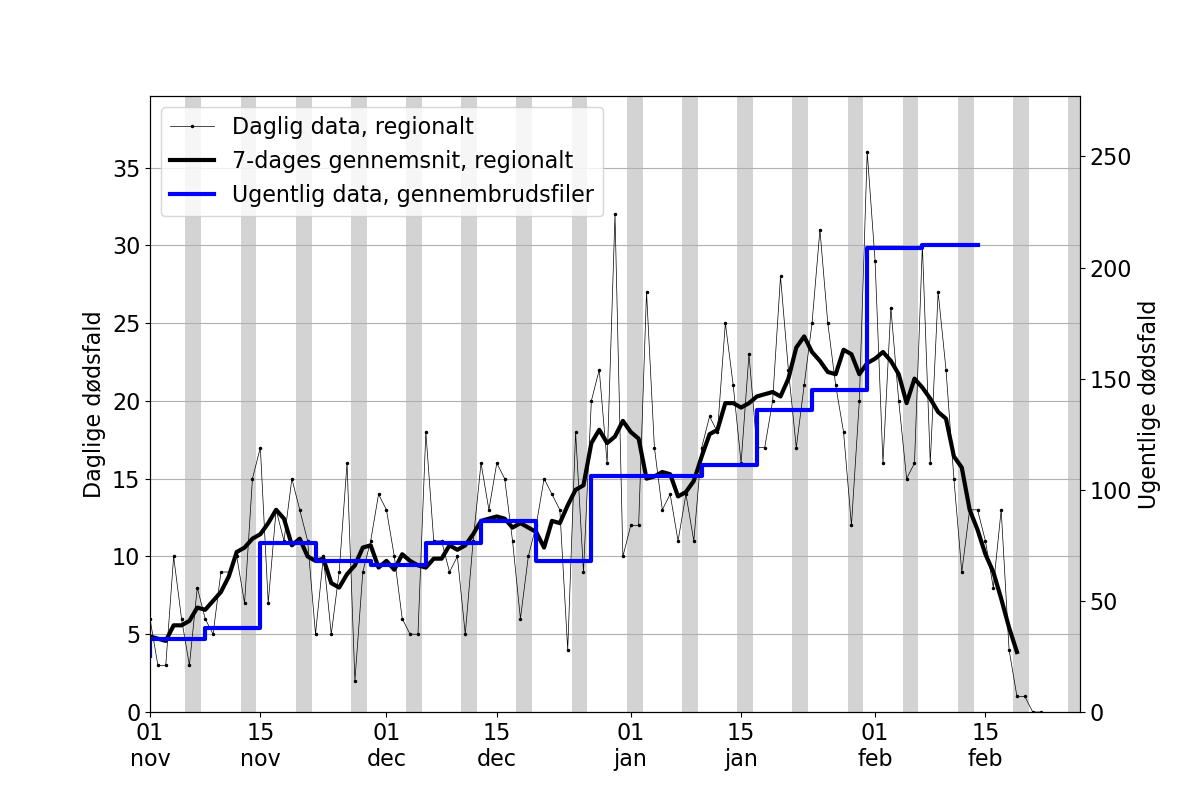 Daglig data, regionalt
7-dages gennemsnit, regionalt
Ugentlig data, gennembrudsfiler
Daglige dødsfald
35
30
25
20
15
10
5
0
250
200
150
100
50
0
Ugentlige dødsfald
01 15 01 15 01 15 01 15
nov nov dec dec jan jan feb feb